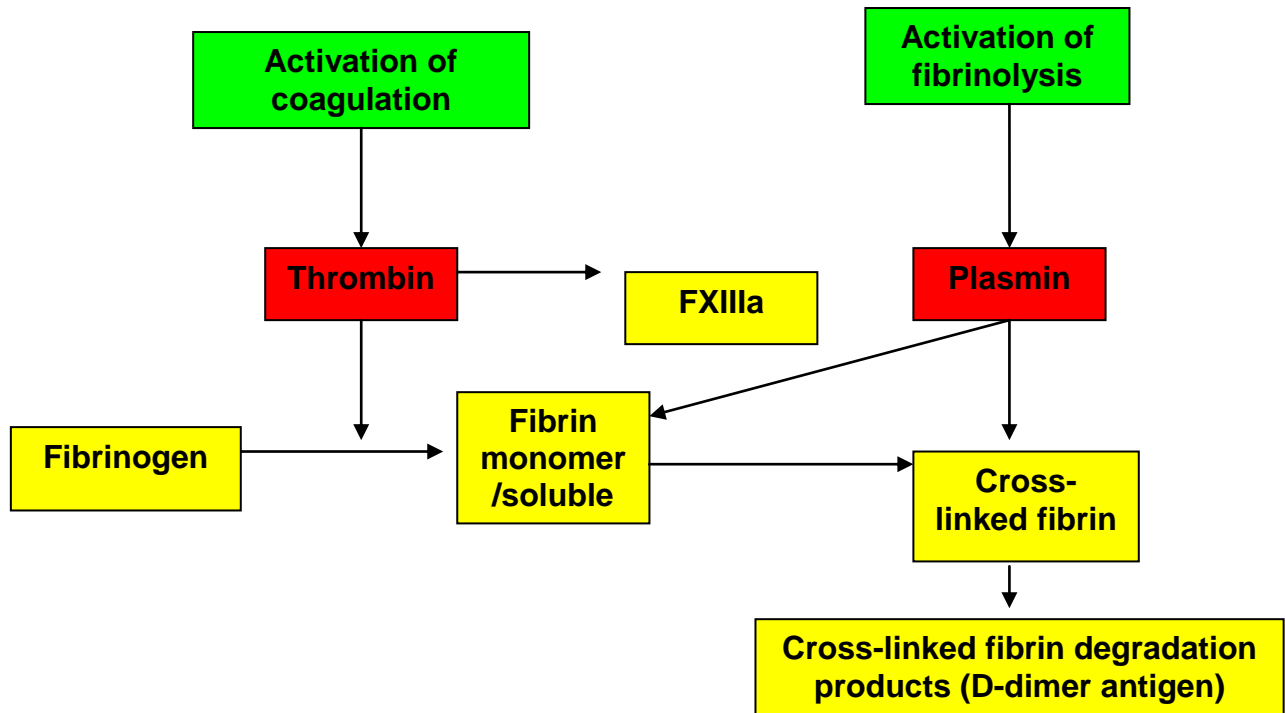 Activation of
coagulation
Activation of
fibrinolysis
Thrombin
FXIIIa
Plasmin
Fibrinogen
Fibrin
monomer
/soluble
Cross-
linked fibrin
Cross-linked fibrin degradation
products (D-dimer antigen)